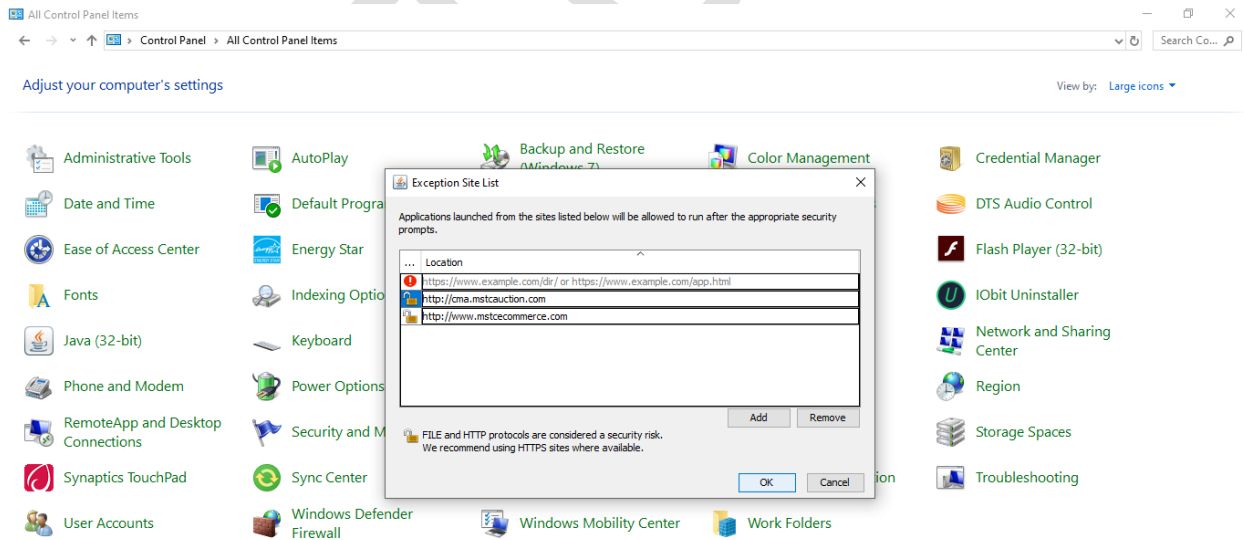 All Control Panel Items
Control Panel > All Control Panel Items
Search Co...
Adjust your computer's settings
View by: Large icons
Administrative Tools
AutoPlay
Backup and Restore
(Windows 7)
Color Management
Credential Manager
Date and Time
Default Progra
DTS Audio Control
Ease of Access Center
Energy Star
Flash Player (32-bit)
Fonts
Indexing Optio
IObit Uninstaller
Java (32-bit)
Keyboard
Network and Sharing
Center
Phone and Modem
Power Options
Region
RemoteApp and Desktop
Connections
Security and M
Storage Spaces
Synaptics TouchPad
Sync Center
ion
Troubleshooting
User Accounts
Windows Defender
Firewall
Windows Mobility Center
Work Folders
Exception Site List
Applications launched from the sites listed below will be allowed to run after the appropriate security
prompts.
... Location
https://www.example.com/dir/ or https://www.example.com/app.html
http://cma.mstcauction.com
http://www.mstcecommerce.com
Add Remove
FILE and HTTP protocols are considered a security risk.
We recommend using HTTPS sites where available.
OK Cancel